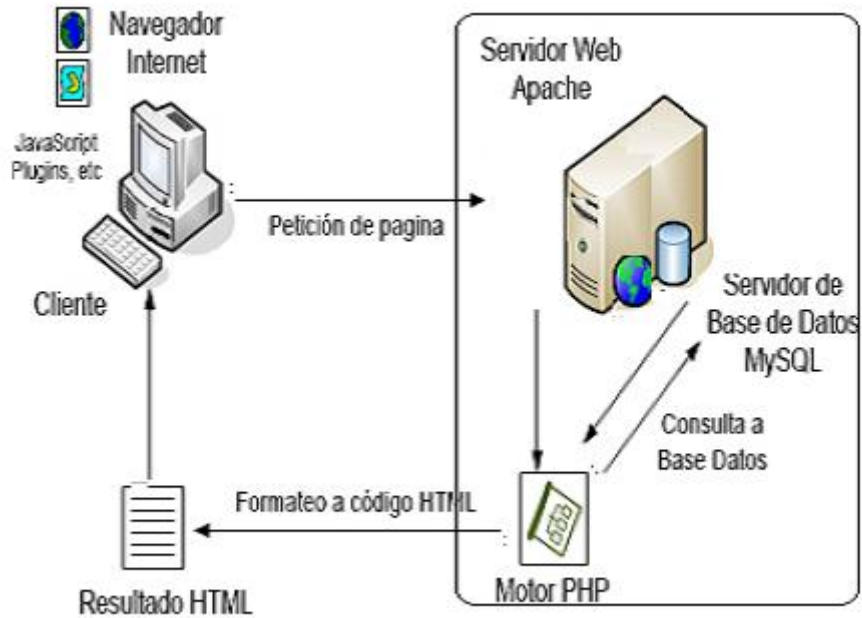 Navegador
Internet
JavaScript
Plugins, etc
Cliente
Petición de pagina
Servidor Web
Apache
Servidor de
Base de Datos
MySQL
Consulta a
Base Datos
Formateo a código HTML
Motor PHP
Resultado HTML